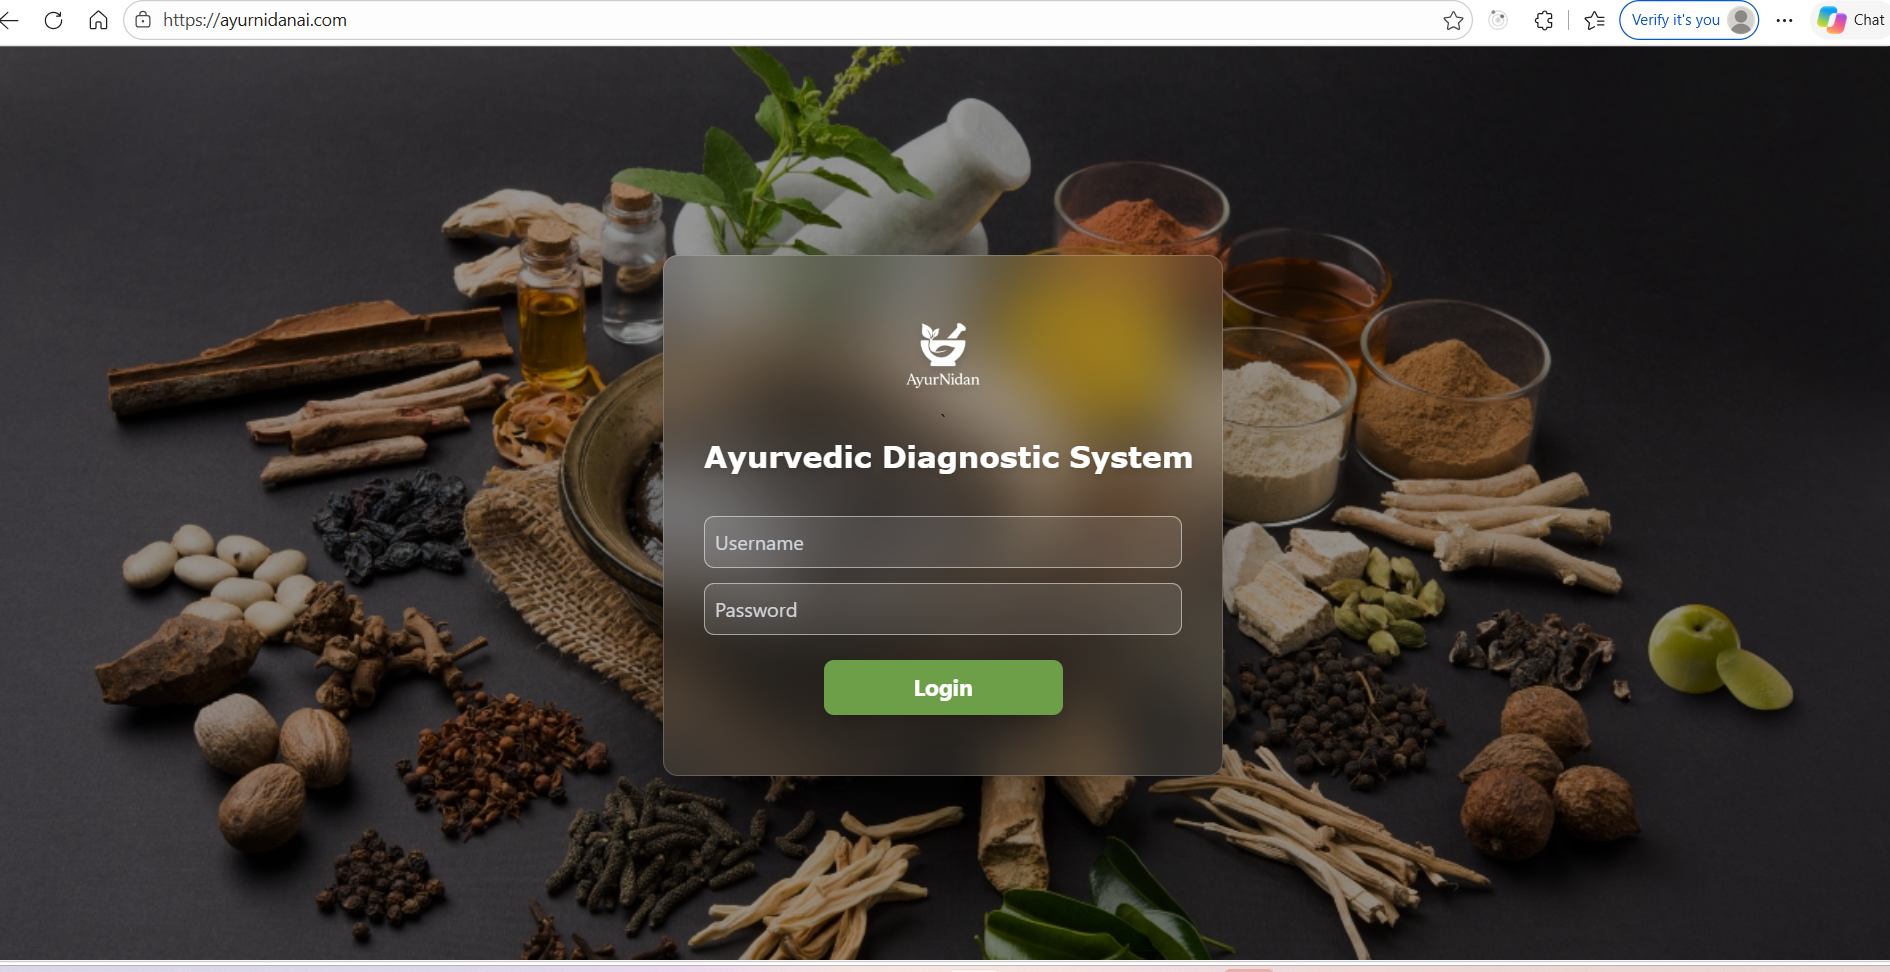 https://ayurnidanai.com
Verify it's you
Chat
AyurNidan
`
Ayurvedic Diagnostic System
Username
Password
Login